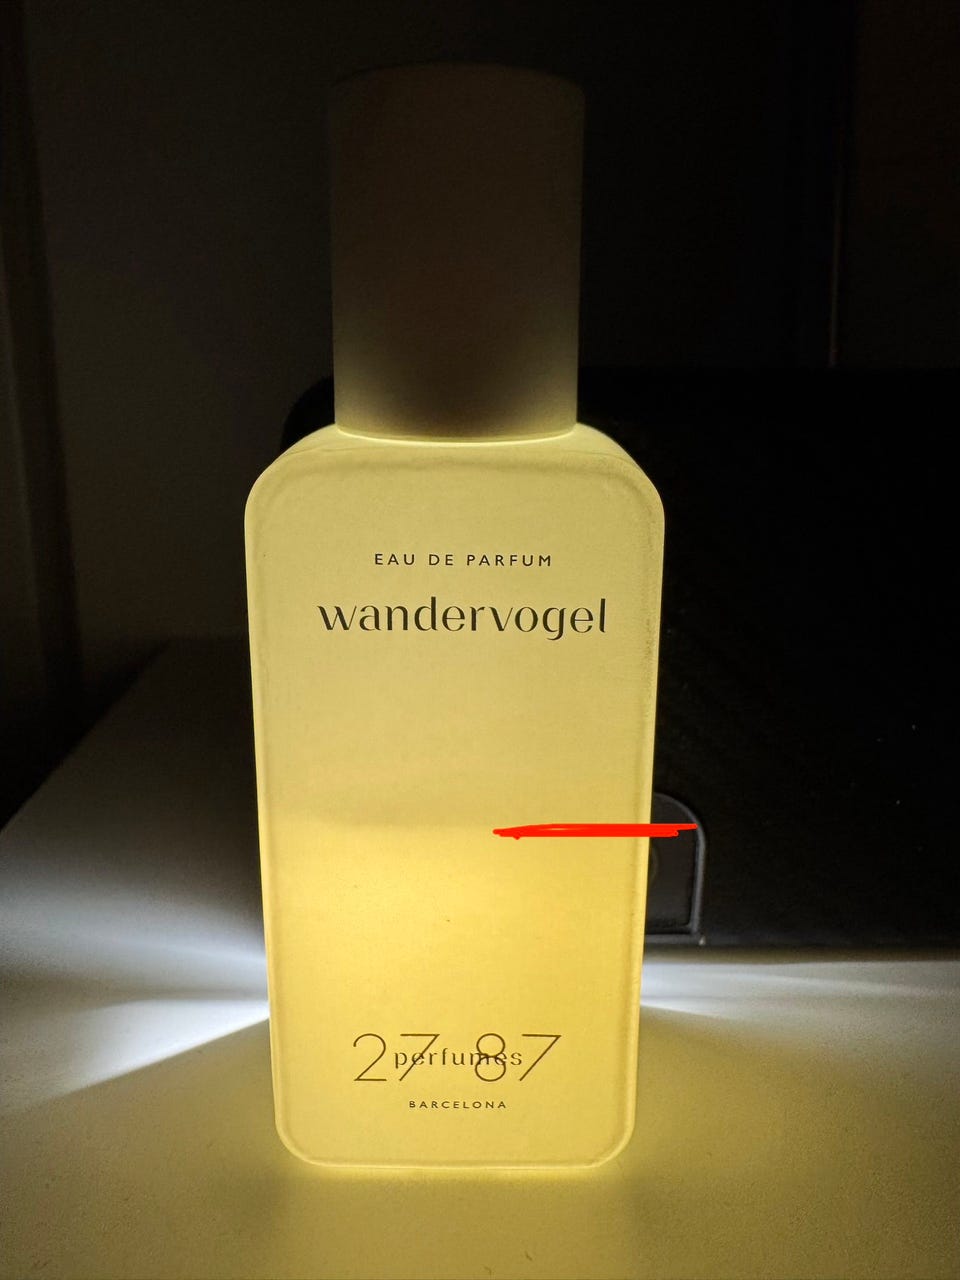 EAU DE PARFUM
wandervogel
27 87
perfumes
BARCELONA